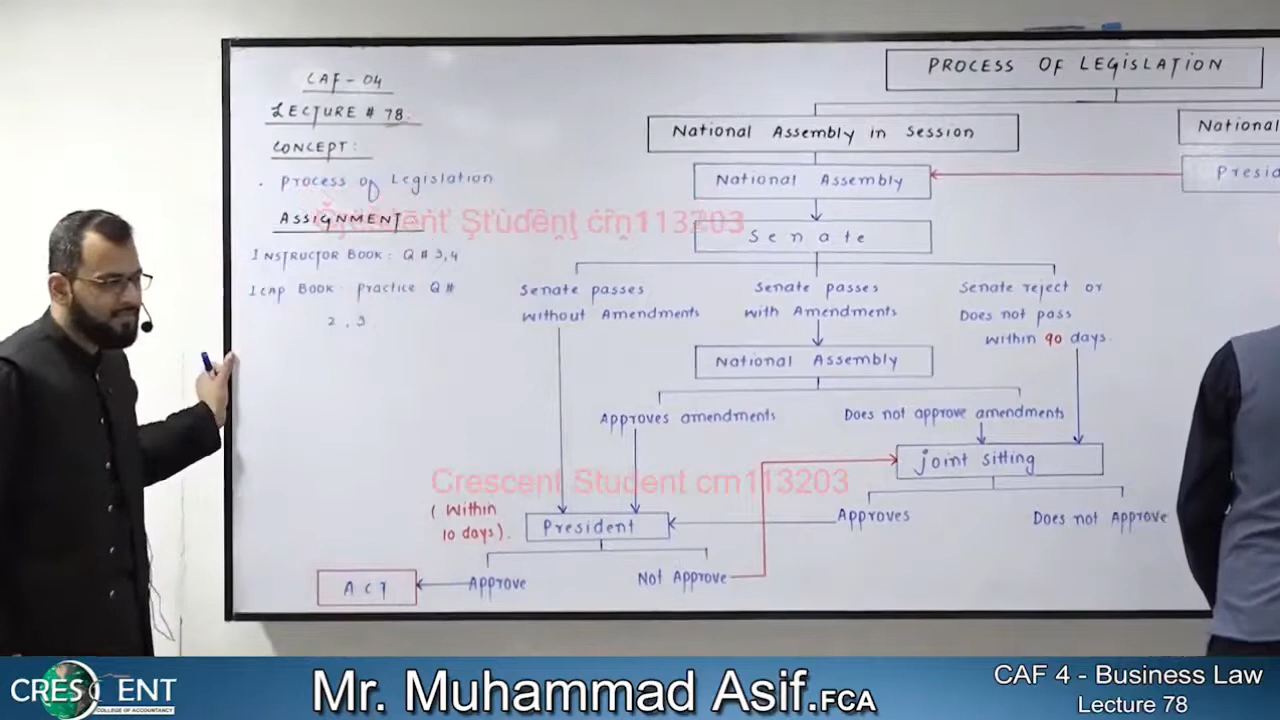 CAF - 04
LECTURE # 78
CONCEPT:
. Process of Legislation
ASSIGNMENT
INSTRUCTOR BOOK: Q # 3,4
ICAP BOOK: Practice Q #
2, 3
PROCESS OF LEGISLATION
National Assembly in Session
National
National Assembly
Presid
Senate
Senate passes
without Amendments
Senate passes
with Amendments
Senate reject or
Does not pass
within 90 days.
National Assembly
Approves amendments
Does not approve amendments
joint sitting
Approves
Does not Approve
(Within
10 days).
President
Approve
Not Approve
ACT
Crescent Student crn113203
CRESCENT
COLLEGE OF ACCOUNTANCY
Mr. Muhammad Asif.FCA
CAF 4 - Business Law
Lecture 78